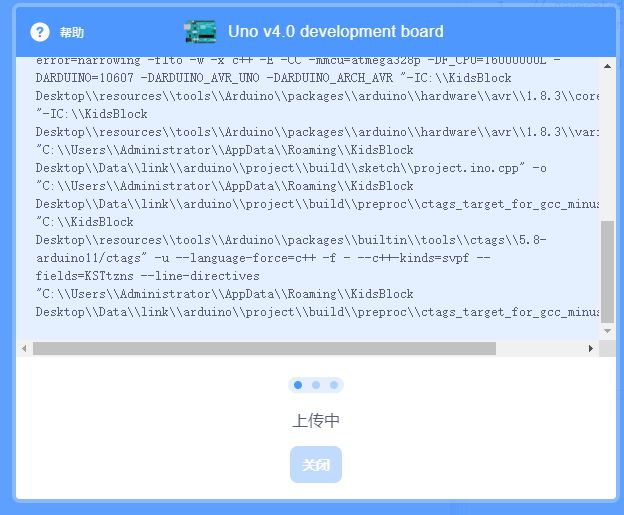 帮助
Uno v4.0 development board
error=narrowing -flto -w -x c++ -E -CC -mmcu=atmega328p -DF_CPU=16000000L -
DARDUINO=10607 -DARDUINO_AVR_UNO -DARDUINO_ARCH_AVR "-IC:\\KidsBlock
Desktop\\resources\\tools\\Arduino\\packages\\arduino\\hardware\\avr\\1.8.3\\core
"-IC:\\KidsBlock
Desktop\\resources\\tools\\Arduino\\packages\\arduino\\hardware\\avr\\1.8.3\\vari
"C:\\Users\\Administrator\\AppData\\Roaming\\KidsBlock
Desktop\\Data\\link\\arduino\\project\\build\\sketch\\project.ino.cpp" -o
"C:\\Users\\Administrator\\AppData\\Roaming\\KidsBlock
Desktop\\Data\\link\\arduino\\project\\build\\preproc\\ctags_target_for_gcc_minus
"C:\\KidsBlock
Desktop\\resources\\tools\\Arduino\\packages\\builtin\\tools\\ctags\\5.8-
arduino11/ctags" -u --language-force=c++ -f - --c++-kinds=svpf --
fields=KSTtzns --line-directives
"C:\\Users\\Administrator\\AppData\\Roaming\\KidsBlock
Desktop\\Data\\link\\arduino\\project\\build\\preproc\\ctags_target_for_gcc_minus
上传中
关闭